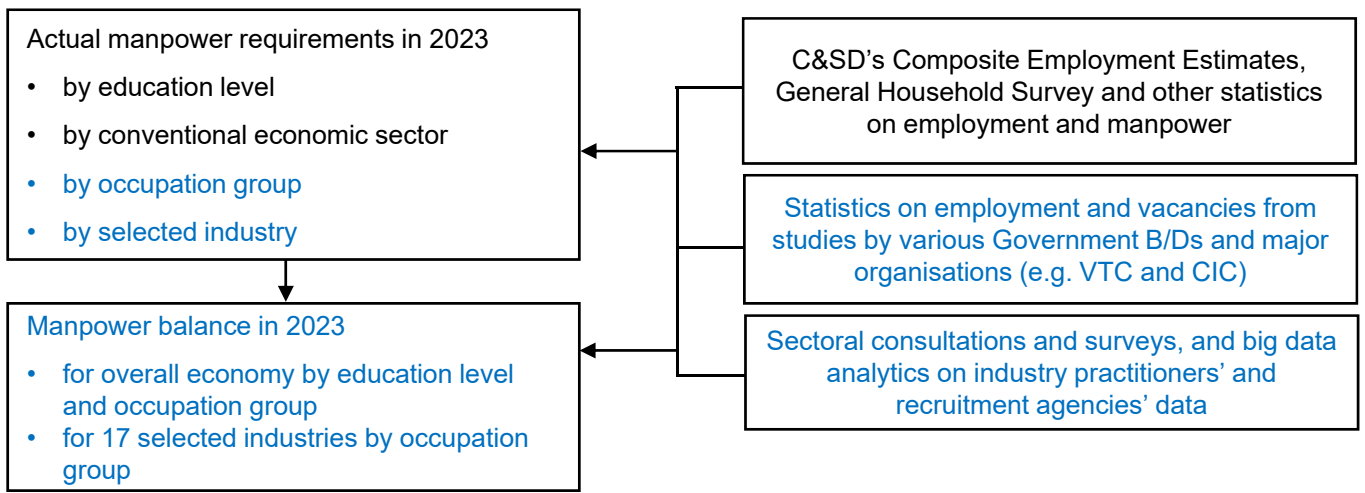 Actual manpower requirements in 2023
• by education level
• by conventional economic sector
• by occupation group
• by selected industry
Manpower balance in 2023
• for overall economy by education level
and occupation group
• for 17 selected industries by occupation
group
C&SD’s Composite Employment Estimates,
General Household Survey and other statistics
on employment and manpower
Statistics on employment and vacancies from
studies by various Government B/Ds and major
organisations (e.g. VTC and CIC)
Sectoral consultations and surveys, and big data
analytics on industry practitioners’ and
recruitment agencies’ data